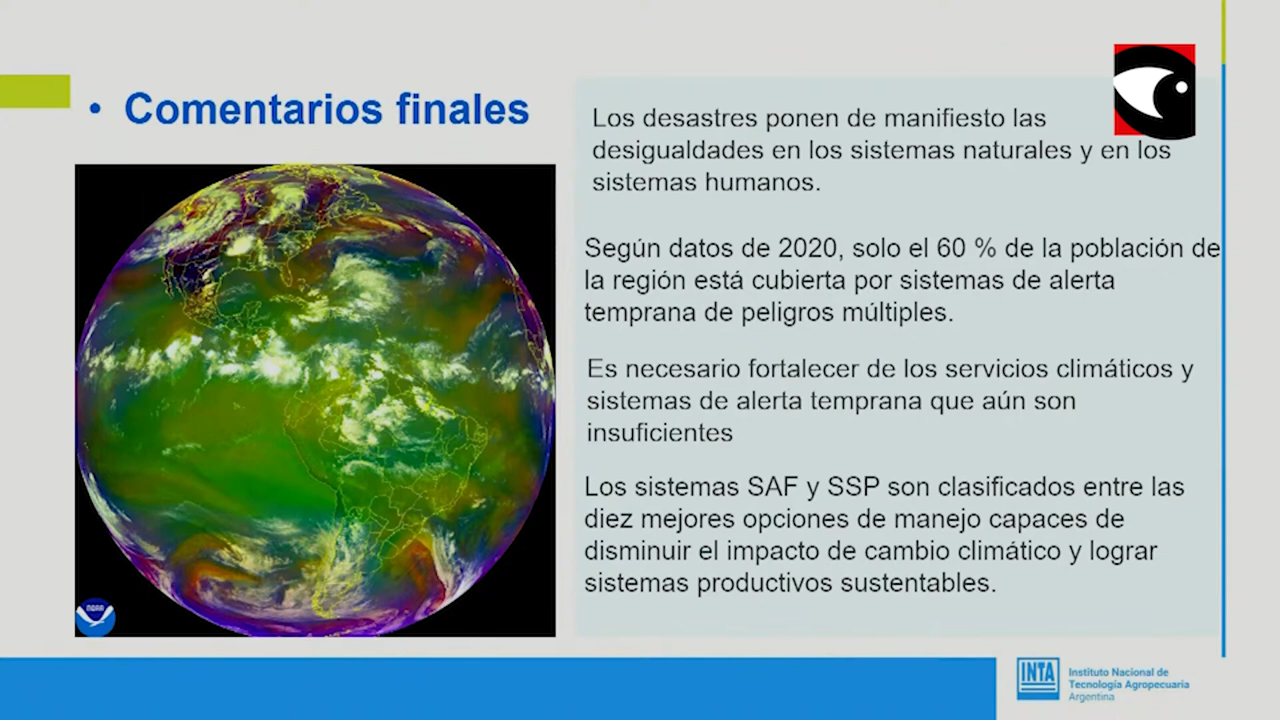 • Comentarios finales
Los desastres ponen de manifiesto las
desigualdades en los sistemas naturales y en los
sistemas humanos.
Según datos de 2020, solo el 60 % de la población de
la región está cubierta por sistemas de alerta
temprana de peligros múltiples.
Es necesario fortalecer de los servicios climáticos y
sistemas de alerta temprana que aún son
insuficientes
Los sistemas SAF y SSP son clasificados entre las
diez mejores opciones de manejo capaces de
disminuir el impacto de cambio climático y lograr
sistemas productivos sustentables.
NOAA
INTA
Instituto Nacional de
Tecnología Agropecuaria
Argentina